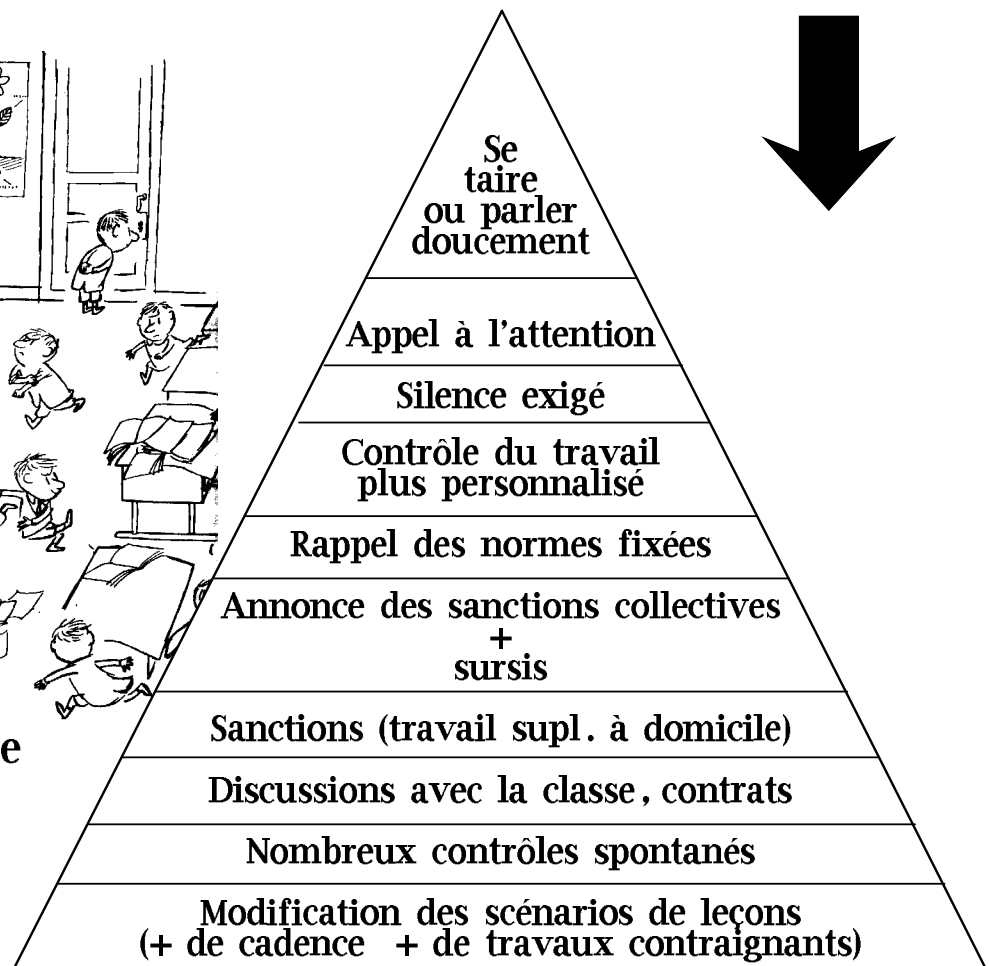 Se
taire
ou parler
doucement
Appel à l'attention
Silence exigé
Contrôle du travail
plus personnalisé
Rappel des normes fixées
Annonce des sanctions collectives
+
sursis
Sanctions (travail supl. à domicile)
e
Discussions avec la classe, contrats
Nombreux contrôles spontanés
Modification des scénarios de leçons
(+ de cadence + de travaux contraignants)